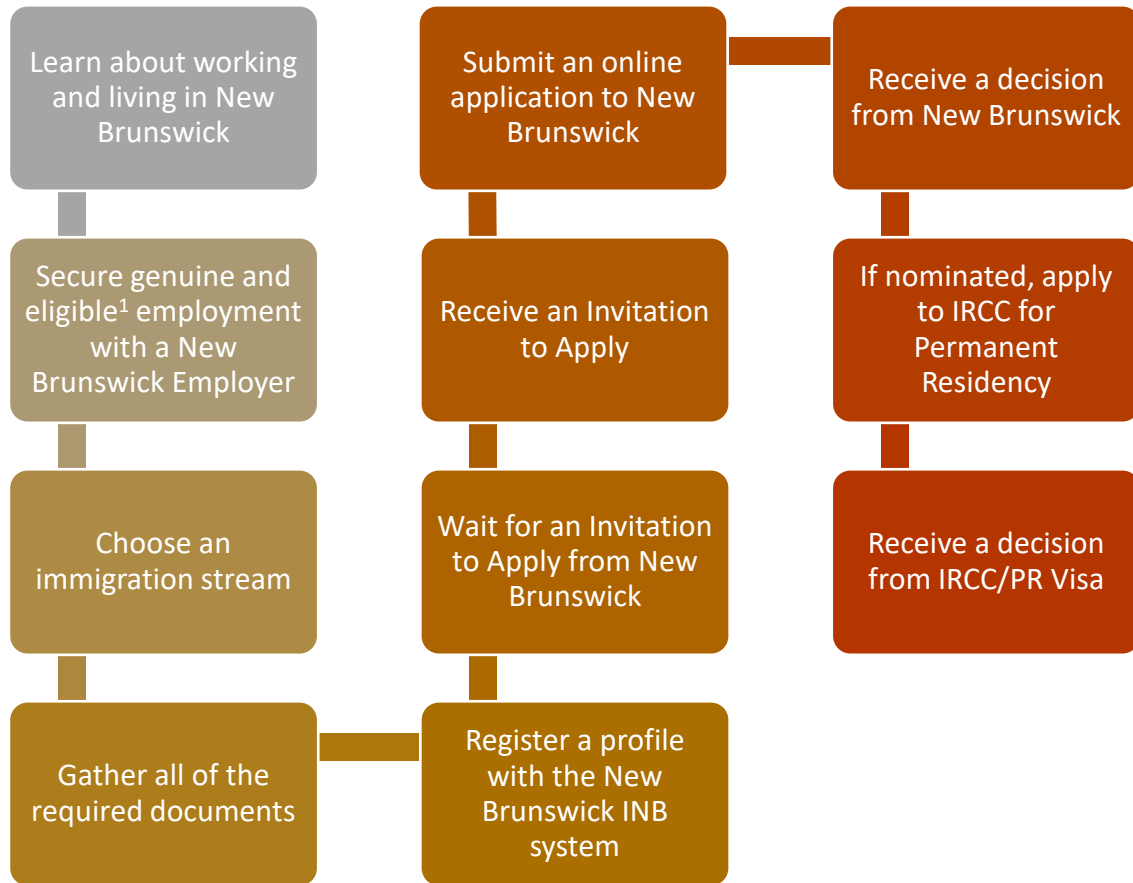 Learn about working
and living in New
Brunswick
Secure genuine and
eligible¹ employment
with a New
Brunswick Employer
Choose an
immigration stream
Gather all of the
required documents
Register a profile
with the New
Brunswick INB
system
Wait for an Invitation
to Apply from New
Brunswick
Receive an Invitation
to Apply
Submit an online
application to New
Brunswick
Receive a decision
from New Brunswick
If nominated, apply
to IRCC for
Permanent
Residency
Receive a decision
from IRCC/PR Visa